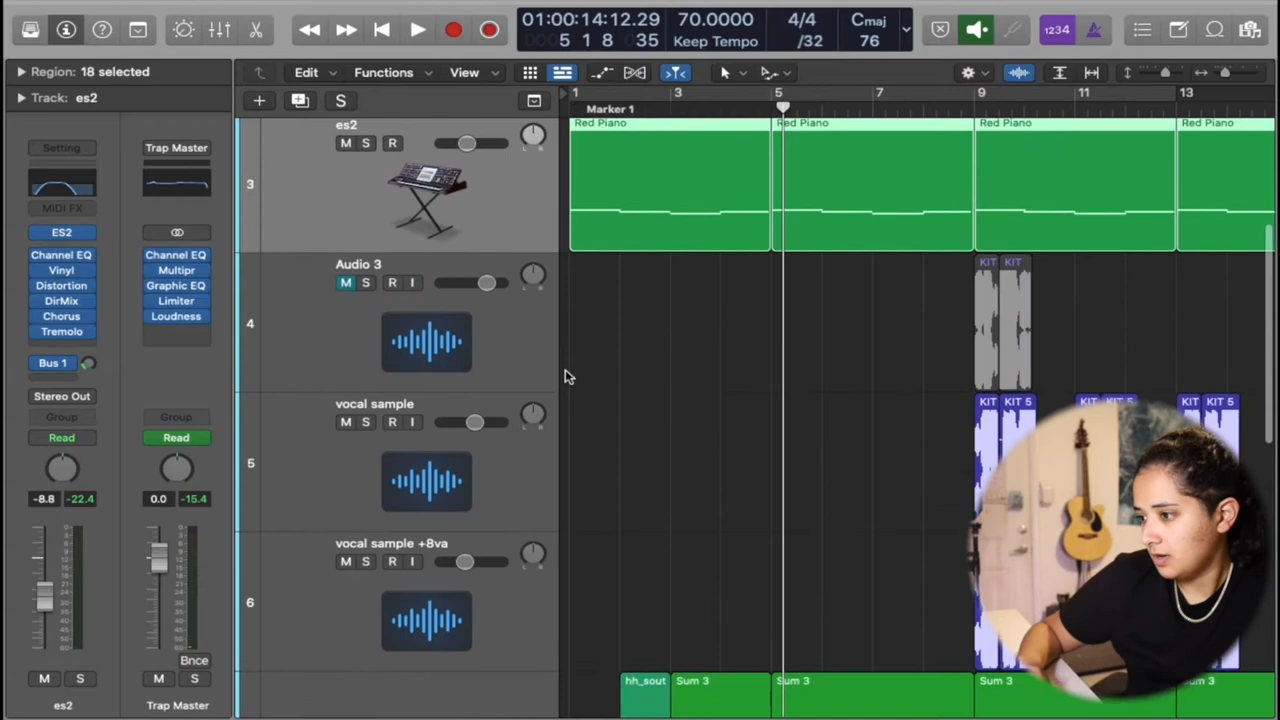 01:00:14:12.29
5 1 8 035
70.0000
Keep Tempo
4/4
/32
Cmaj
76
1234
Region: 18 selected
Track: es2
Edit
Functions
View
S
1
3
5
7
9
11
13
Marker 1
Setting
MIDI FX
ES2
Channel EQ
Vinyl
Distortion
DirMix
Chorus
Tremolo
Bus 1
Stereo Out
Group
Read
-8.8
-22.4
M
S
es2
Trap Master
Channel EQ
Multipr
Graphic EQ
Limiter
Loudness
Group
Read
0.0
-15.4
Bnce
M
S
Trap Master
3
es2
M S R
Red Piano
Red Piano
Red Piano
Red Piano
4
Audio 3
M S R I
KIT
KIT
5
vocal sample
M S R I
KIT
KIT 5
KIT
KIT 5
KIT
KIT 5
6
vocal sample +8va
M S R I
hh_sout
Sum 3
Sum 3
Sum 3